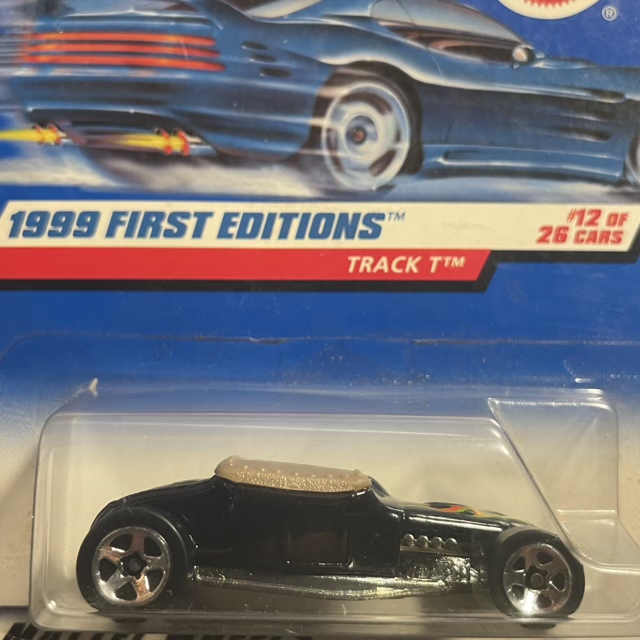 ®
1999 FIRST EDITIONS™
#12 OF
26 CARS
TRACK T™